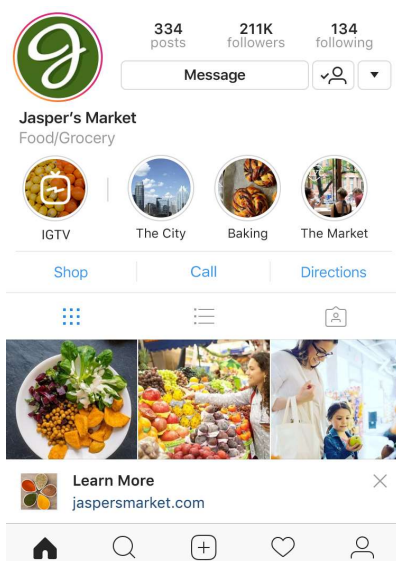 334 211K 134
posts followers following
Message
Jasper's Market
Food/Grocery
IGTV The City Baking The Market
Shop Call Directions
Learn More
jaspersmarket.com